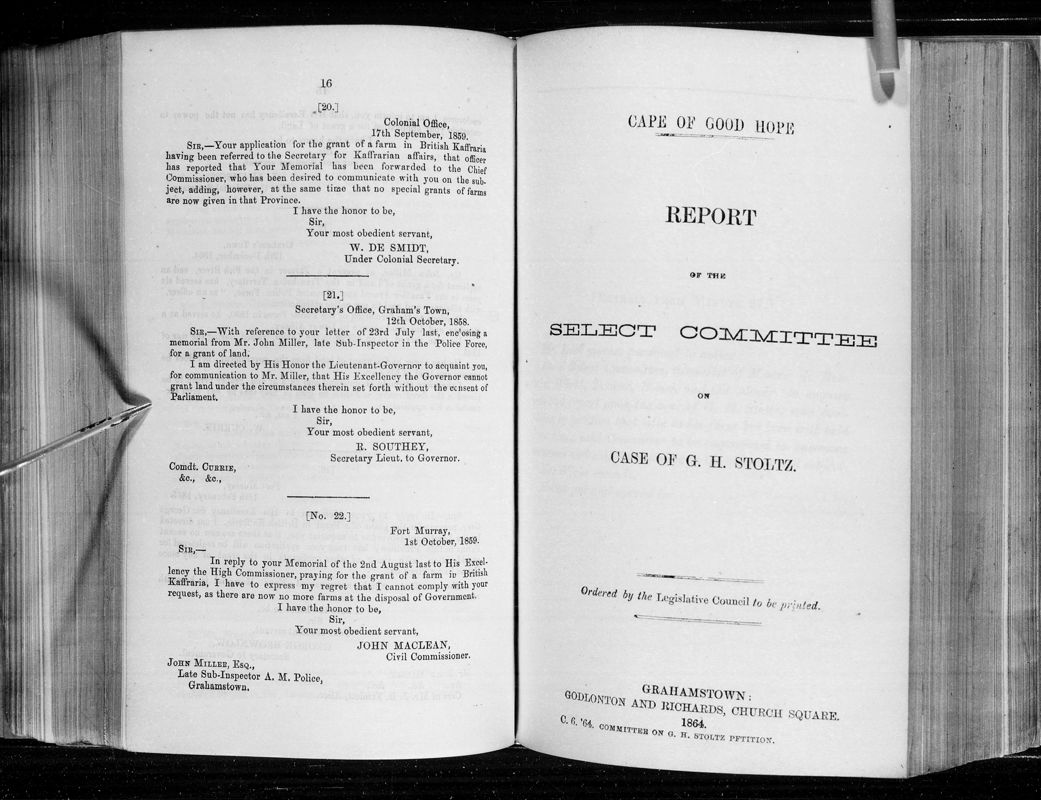 16
[20.]
Colonial Office,
17th September, 1859.
SIR,—Your application for the grant of a farm in British Kaffraria
having been referred to the Secretary for Kaffrarian affairs, that officer
has reported that Your Memorial has been forwarded to the Chief
Commissioner, who has been desired to communicate with you on the sub-
ject, adding, however, at the same time that no special grants of farms
are now given in that Province.
I have the honor to be,
Sir,
Your most obedient servant,
W. DE SMIDT,
Under Colonial Secretary.
[21.]
Secretary's Office, Graham's Town,
12th October, 1858.
SIR,—With reference to your letter of 23rd July last, enclosing a
memorial from Mr. John Miller, late Sub-Inspector in the Police Force,
for a grant of land.
I am directed by His Honor the Lieutenant-Governor to acquaint you,
for communication to Mr. Miller, that His Excellency the Governor cannot
grant land under the circumstances therein set forth without the consent of
Parliament.
I have the honor to be,
Sir,
Your most obedient servant,
R. SOUTHEY,
Secretary Lieut. to Governor.
Comdt. CURRIE,
&c., &c.,
[No. 22.]
Fort Murray,
1st October, 1859.
SIR,—
In reply to your Memorial of the 2nd August last to His Excel-
lency the High Commissioner, praying for the grant of a farm in British
Kaffraria, I have to express my regret that I cannot comply with your
request, as there are now no more farms at the disposal of Government.
I have the honor to be,
Sir,
Your most obedient servant,
JOHN MACLEAN,
Civil Commissioner.
JOHN MILLER, ESQ.,
Late Sub-Inspector A. M. Police,
Grahamstown.
CAPE OF GOOD HOPE
REPORT
OF THE
SELECT COMMITTEE
ON
CASE OF G. H. STOLTZ.
Ordered by the Legislative Council to be printed.
GRAHAMSTOWN:
GODLONTON AND RICHARDS, CHURCH SQUARE.
1864.
C. 6. '64. COMMITTEE ON G. H. STOLTZ PETITION.